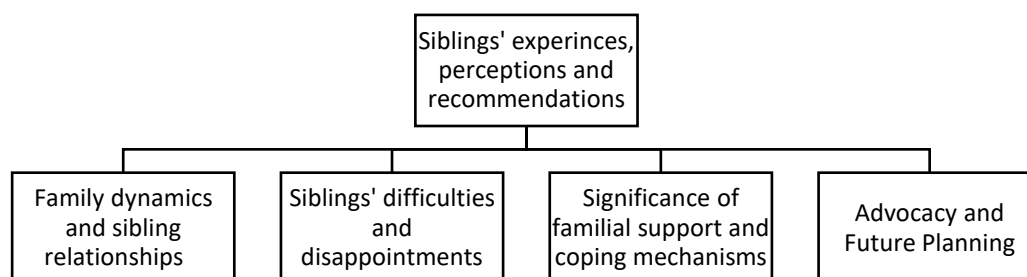 Siblings' experinces,
perceptions and
recommendations
Family dynamics
and sibling
relationships
Siblings' difficulties
and
disappointments
Significance of
familial support and
coping mechanisms
Advocacy and
Future Planning